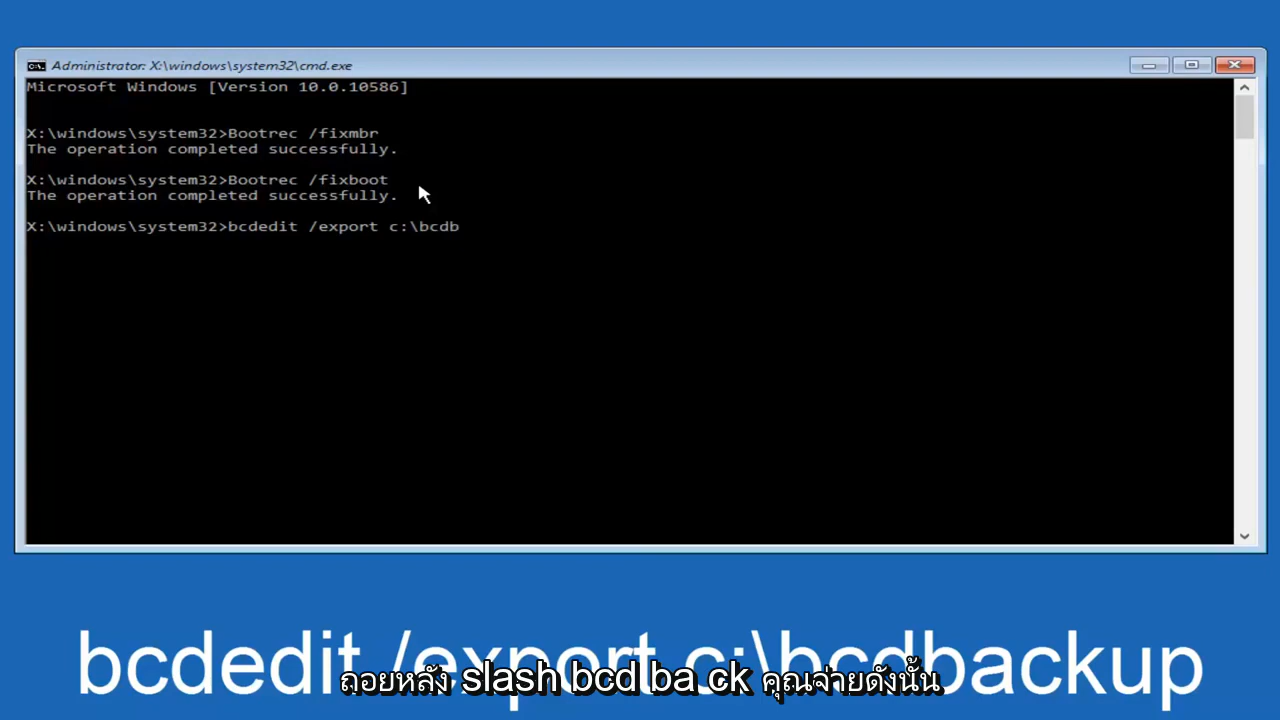 Administrator: X:\windows\system32\cmd.exe
Microsoft Windows [Version 10.0.10586]
X:\windows\system32>Bootrec /fixmbr
The operation completed successfully.
X:\windows\system32>Bootrec /fixboot
The operation completed successfully.
X:\windows\system32>bcdedit /export c:\bcdb
bcdedit /export c:\bcdbackup
ถอยหลัง slash bcd ba ck คุณจ่ายดังนั้น